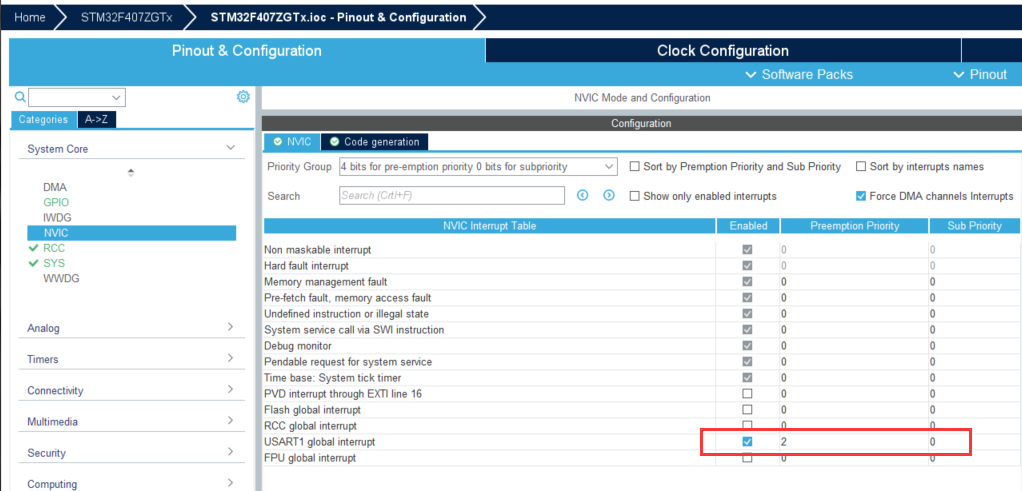 Home STM32F407ZGTx STM32F407ZGTx.ioc - Pinout & Configuration
Pinout & Configuration Clock Configuration
Software Packs Pinout
NVIC Mode and Configuration
Categories A->Z
Configuration
NVIC Code generation
System Core
Priority Group 4 bits for pre-emption priority 0 bits for subpriority Sort by Premption Priority and Sub Priority Sort by interrupts names
Search Search (CrtI+F) Show only enabled interrupts Force DMA channels Interrupts
DMA
GPIO
IWDG
NVIC
RCC
SYS
WWDG
Analog
Timers
Connectivity
Multimedia
Security
Computing
NVIC Interrupt Table Enabled Preemption Priority Sub Priority
Non maskable interrupt 0 0
Hard fault interrupt 0 0
Memory management fault 0 0
Pre-fetch fault, memory access fault 0 0
Undefined instruction or illegal state 0 0
System service call via SWI instruction 0 0
Debug monitor 0 0
Pendable request for system service 0 0
Time base: System tick timer 0 0
PVD interrupt through EXTI line 16 0 0
Flash global interrupt 0 0
RCC global interrupt 0 0
USART1 global interrupt 2 0
FPU global interrupt 0 0